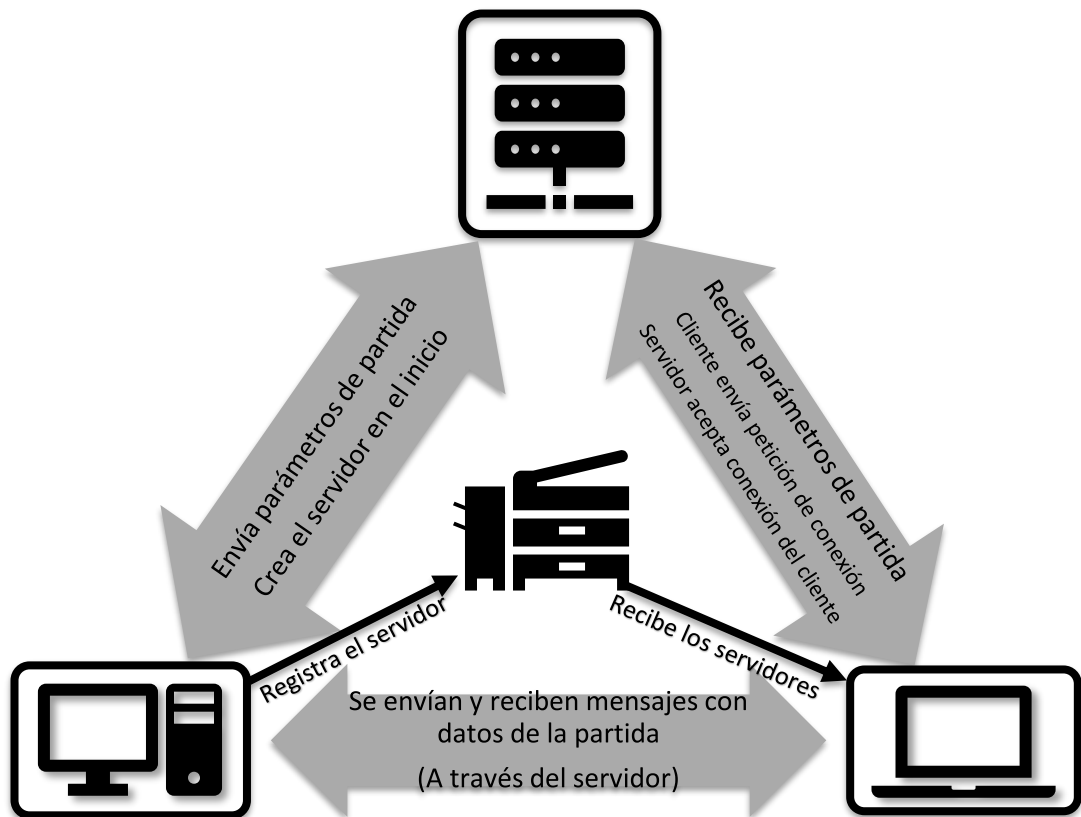 Envía parámetros de partida
Crea el servidor en el inicio
Recibe parámetros de partida
Cliente envía petición de conexión
Servidor acepta conexión del cliente
Registra el servidor
Recibe los servidores
Se envían y reciben mensajes con
datos de la partida
(A través del servidor)